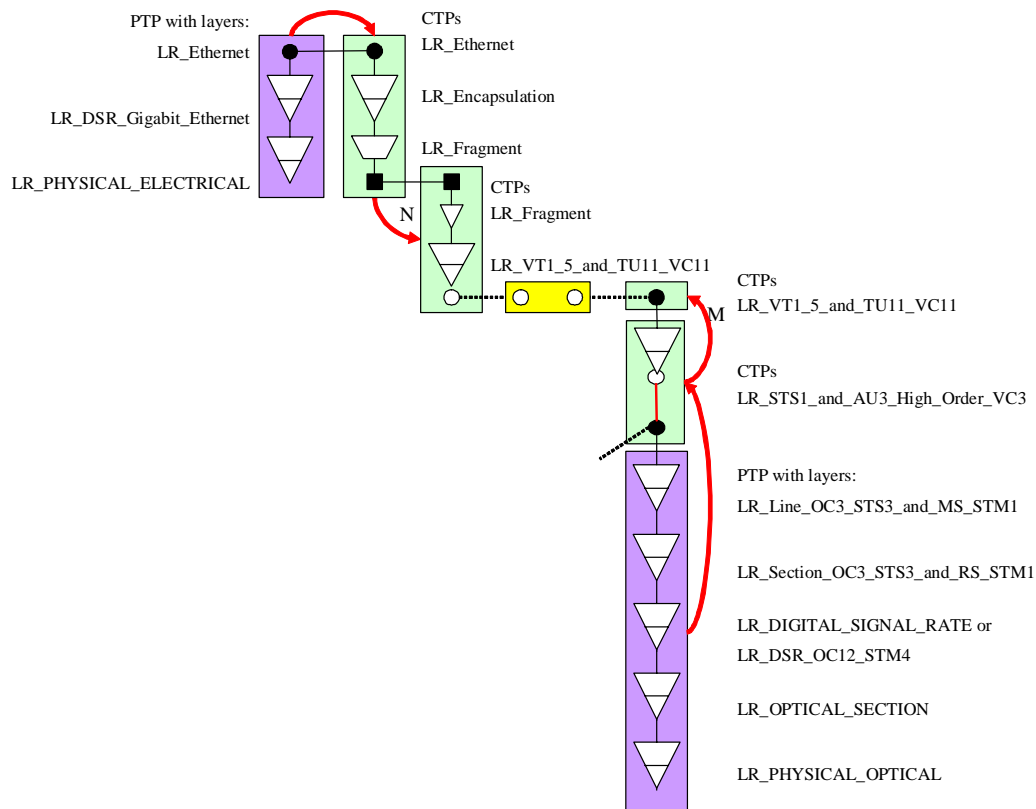 PTP with layers:
LR_Ethernet
LR_DSR_Gigabit_Ethernet
LR_PHYSICAL_ELECTRICAL
CTPs
LR_Ethernet
LR_Encapsulation
LR_Fragment
N
CTPs
LR_Fragment
LR_VT1_5_and_TU11_VC11
CTPs
LR_VT1_5_and_TU11_VC11
M
CTPs
LR_STS1_and_AU3_High_Order_VC3
PTP with layers:
LR_Line_OC3_STS3_and_MS_STM1
LR_Section_OC3_STS3_and_RS_STM1
LR_DIGITAL_SIGNAL_RATE or
LR_DSR_OC12_STM4
LR_OPTICAL_SECTION
LR_PHYSICAL_OPTICAL